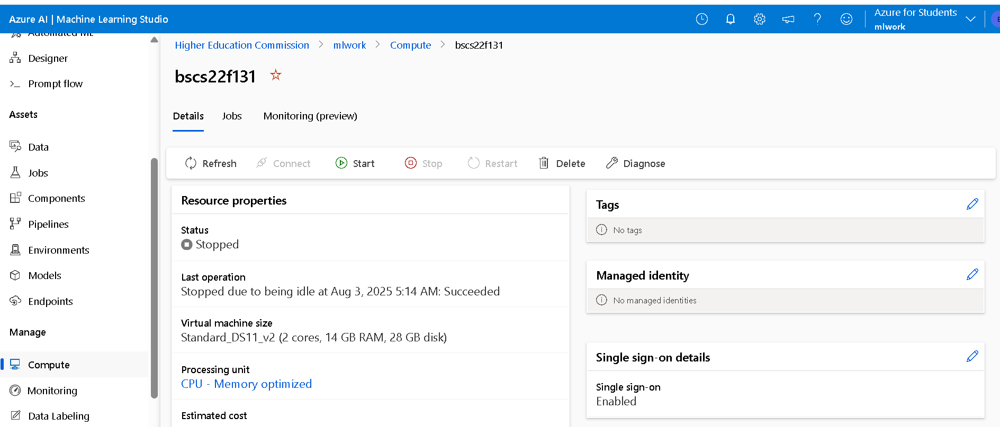 Azure AI | Machine Learning Studio
Azure for Students
mlwork
Automated ML
Designer
Prompt flow
Assets
Data
Jobs
Components
Pipelines
Environments
Models
Endpoints
Manage
Compute
Monitoring
Data Labeling
Higher Education Commission > mlwork > Compute > bscs22f131
bscs22f131
Details Jobs Monitoring (preview)
Refresh Connect Start Stop Restart Delete Diagnose
Resource properties
Status
Stopped
Last operation
Stopped due to being idle at Aug 3, 2025 5:14 AM: Succeeded
Virtual machine size
Standard_DS11_v2 (2 cores, 14 GB RAM, 28 GB disk)
Processing unit
CPU - Memory optimized
Estimated cost
Tags
No tags
Managed identity
No managed identities
Single sign-on details
Single sign-on
Enabled